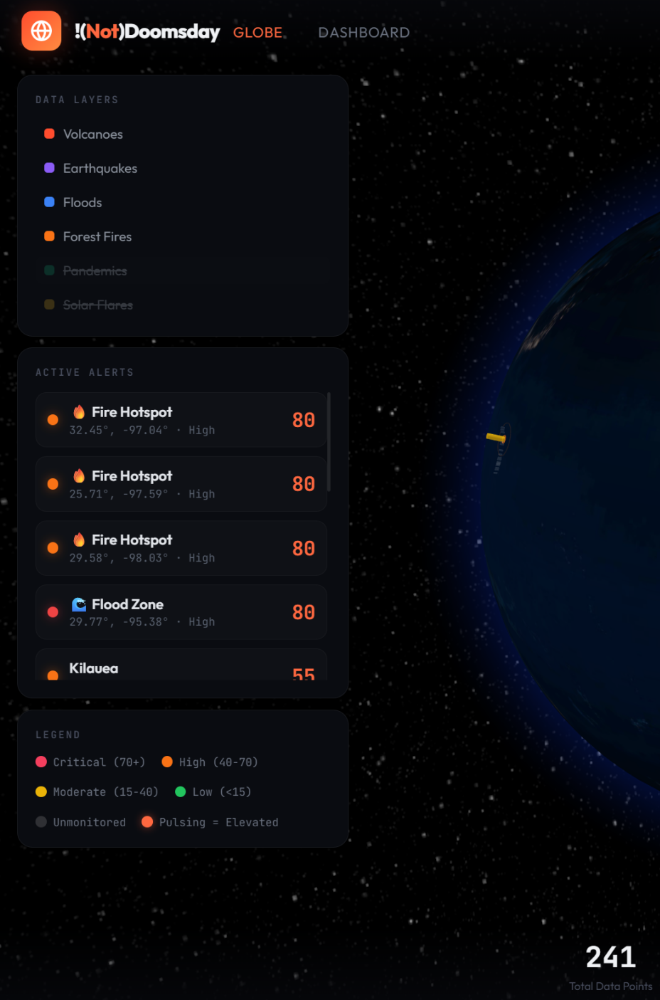 !(Not)Doomsday GLOBE DASHBOARD
DATA LAYERS
Volcanoes
Earthquakes
Floods
Forest Fires
Pandemics
Solar Flares
ACTIVE ALERTS
🔥 Fire Hotspot
32.45°, -97.04° · High
80
🔥 Fire Hotspot
25.71°, -97.59° · High
80
🔥 Fire Hotspot
29.58°, -98.03° · High
80
🌊 Flood Zone
29.77°, -95.38° · High
80
Kilauea
55
LEGEND
Critical (70+) High (40-70)
Moderate (15-40) Low (<15)
Unmonitored Pulsing = Elevated
241
Total Data Points